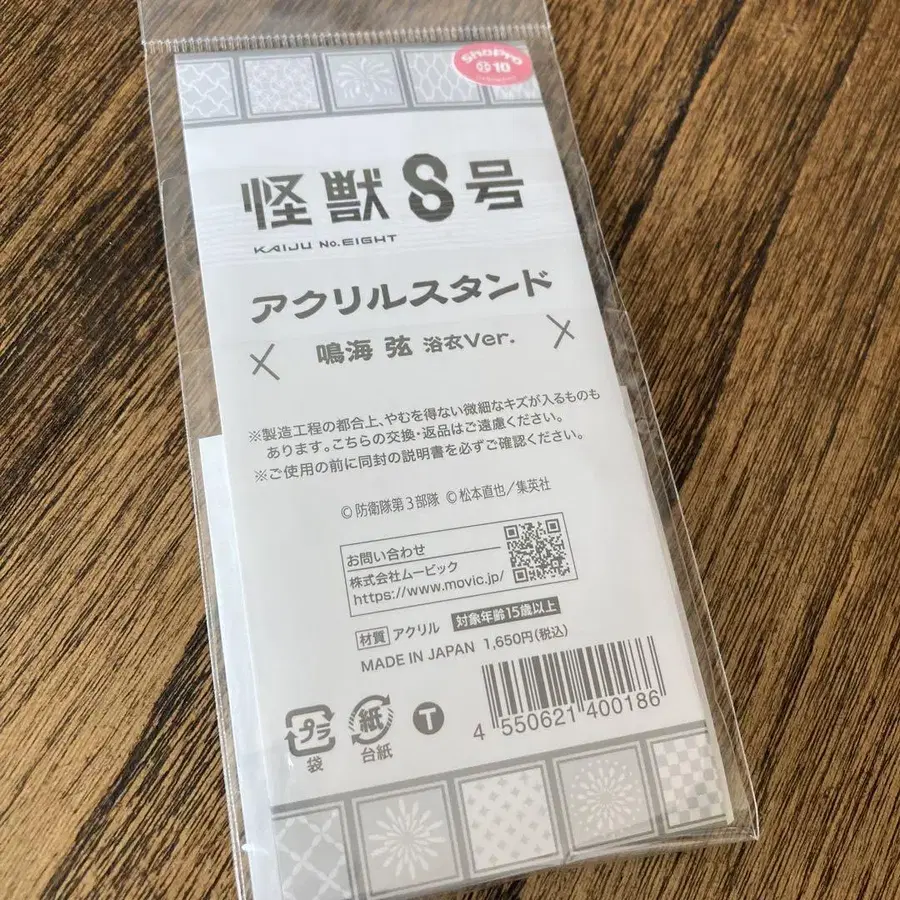 ShoPro
10
怪獣8号
KAIJU No.EIGHT
アクリルスタンド
鳴海 弦 浴衣Ver.
※製造工程の都合上、やむを得ない微細なキズが入るものも
あります。こちらの交換・返品はご遠慮ください。
※ご使用の前に同封の説明書を必ずご確認ください。
© 防衛隊第3部隊 © 松本直也/集英社
お問い合わせ
株式会社ムービック
https://www.movic.jp/
材質 アクリル 対象年齢15歳以上
MADE IN JAPAN 1,650円(税込)
プラ
袋
紙
台紙
T
4 550621 400186